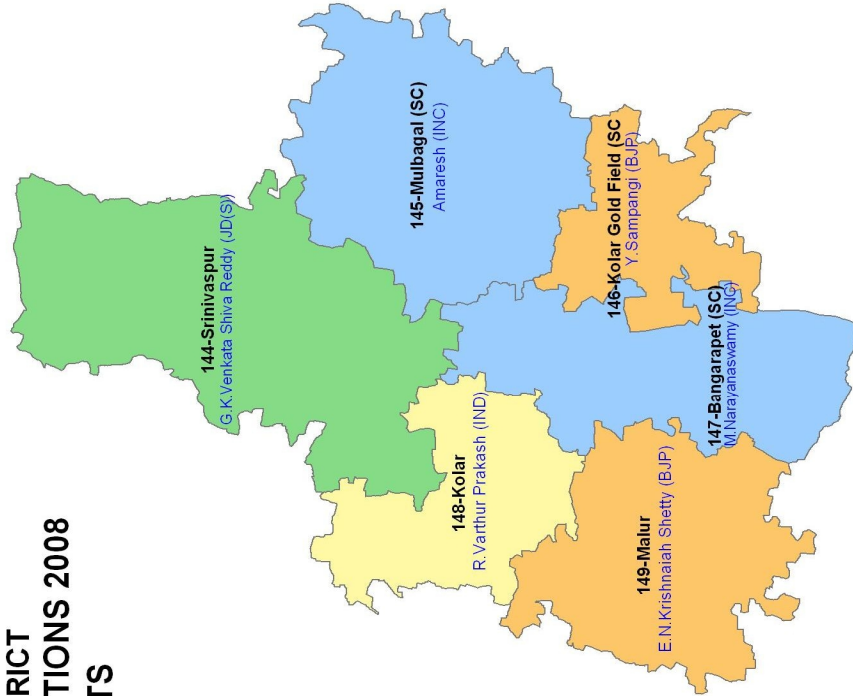 RICT
TIONS 2008
TS
144-Srinivaspur
G.K.Venkata Shiva Reddy (JD(S))
145-Mulbagal (SC)
Amaresh (INC)
148-Kolar
R.Varthur Prakash (IND)
146-Kolar Gold Field (SC
Y.Sampangi (BJP)
149-Malur
E.N.Krishnaiah Shetty (BJP)
147-Bangarapet (SC)
M.Narayanaswamy (INC)